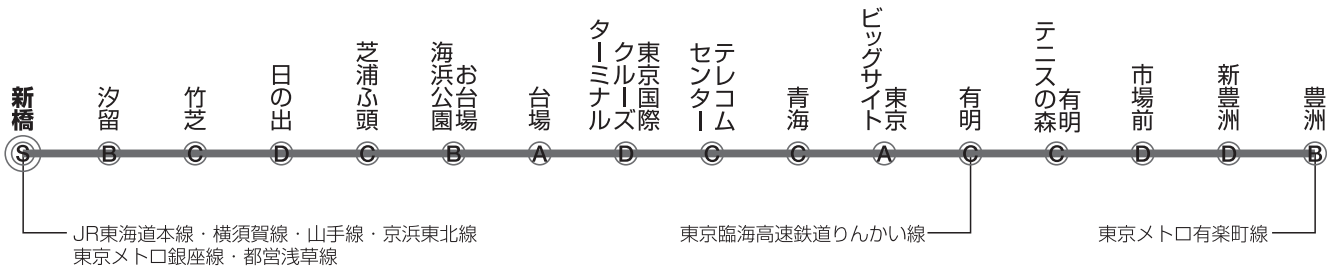 新橋
汐留
竹芝
日の出
芝浦ふ頭
お台場
海浜公園
台場
東京国際
クルーズ
ターミナル
テレコム
センター
青海
東京
ビッグサイト
有明
有明
テニスの森
市場前
新豊洲
豊洲
S B C D C B A D C C A C C D D B
JR東海道本線・横須賀線・山手線・京浜東北線
東京メトロ銀座線・都営浅草線
東京臨海高速鉄道りんかい線
東京メトロ有楽町線